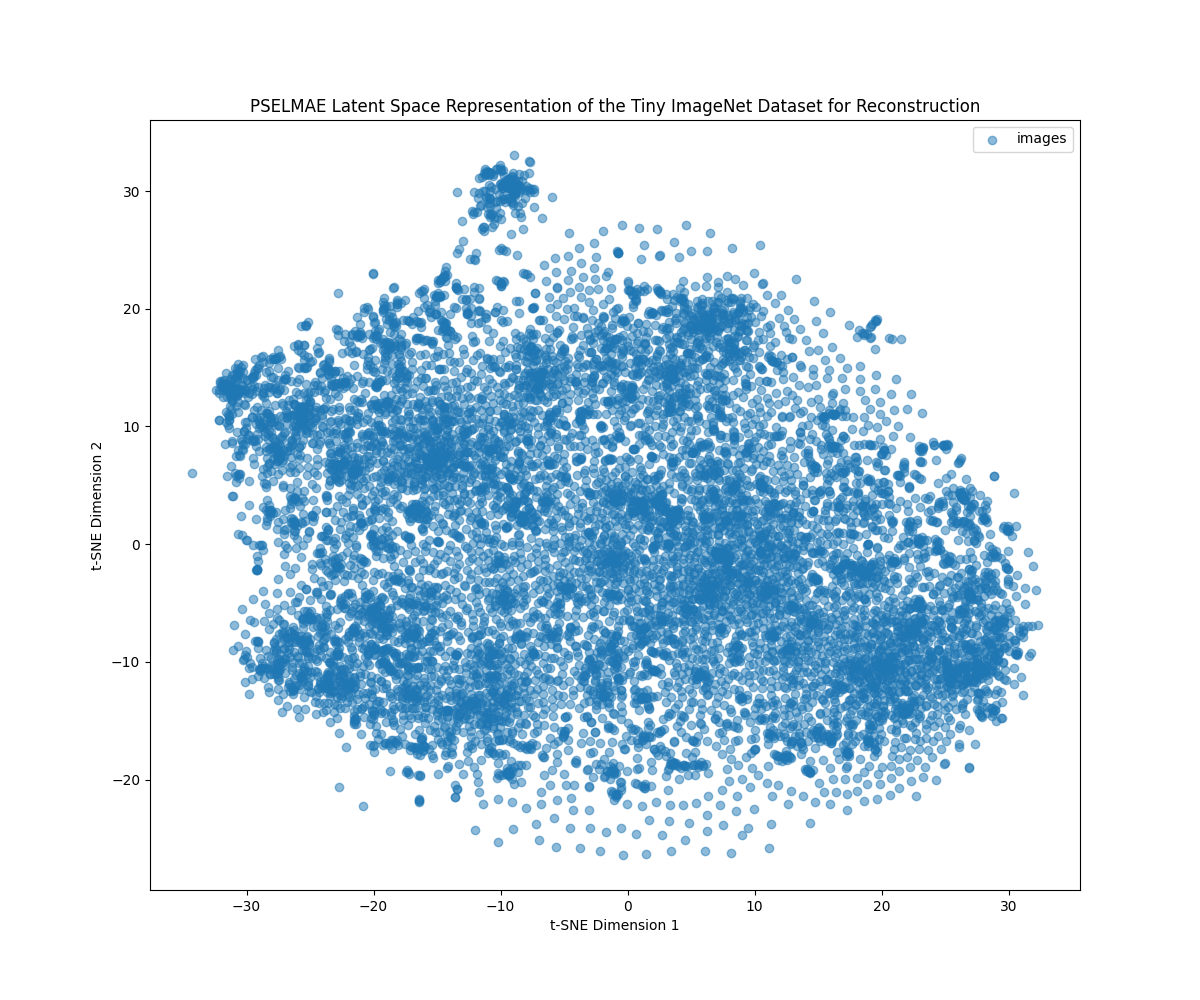 PSELMAE Latent Space Representation of the Tiny ImageNet Dataset for Reconstruction
images
30
20
10
0
−10
−20
t-SNE Dimension 2
−30 −20 −10 0 10 20 30
t-SNE Dimension 1